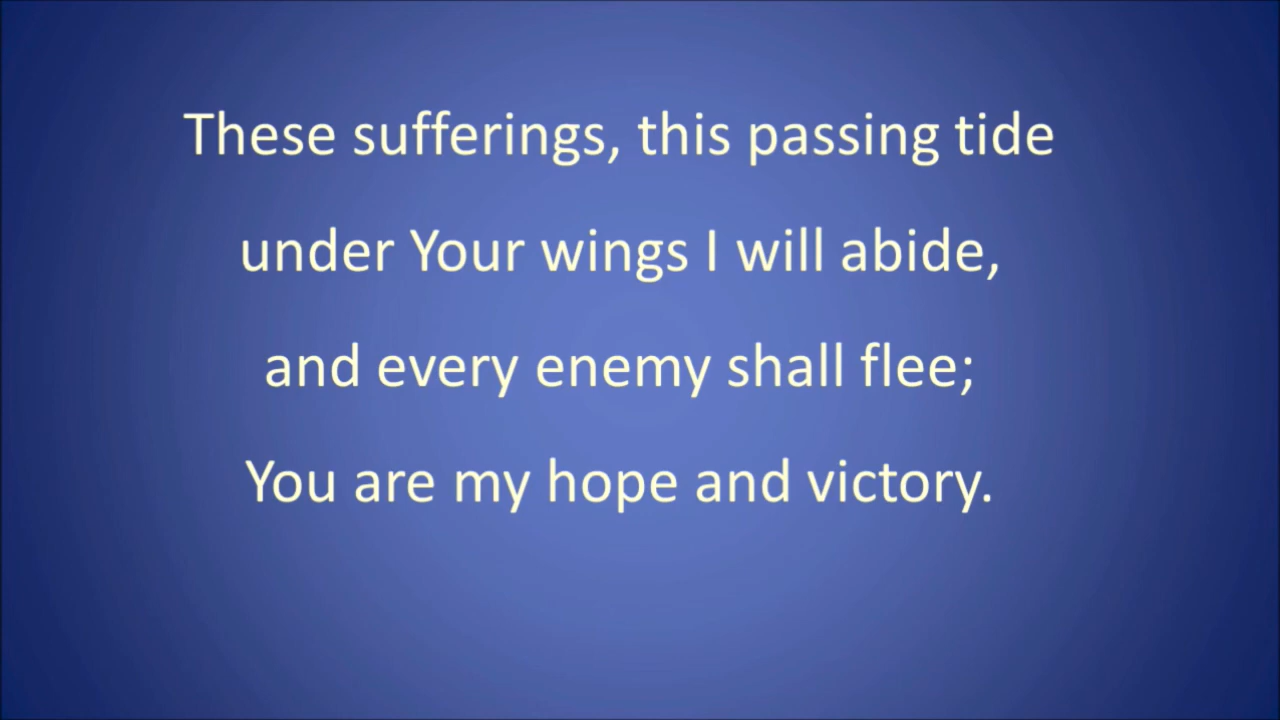 These sufferings, this passing tide
under Your wings I will abide,
and every enemy shall flee;
You are my hope and victory.